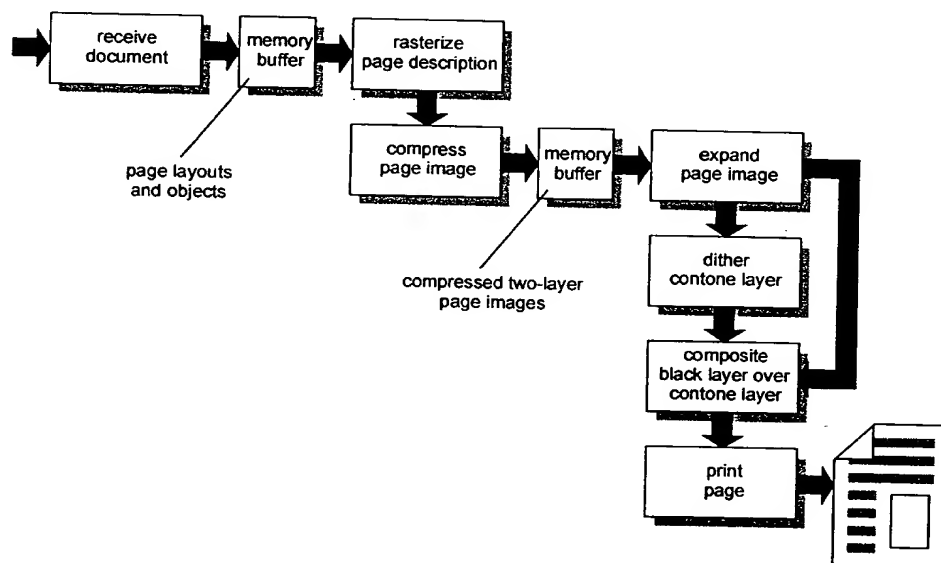 receive
document
memory
buffer
rasterize
page description
page layouts
and objects
compress
page image
memory
buffer
expand
page image
compressed two-layer
page images
dither
contone layer
composite
black layer over
contone layer
print
page